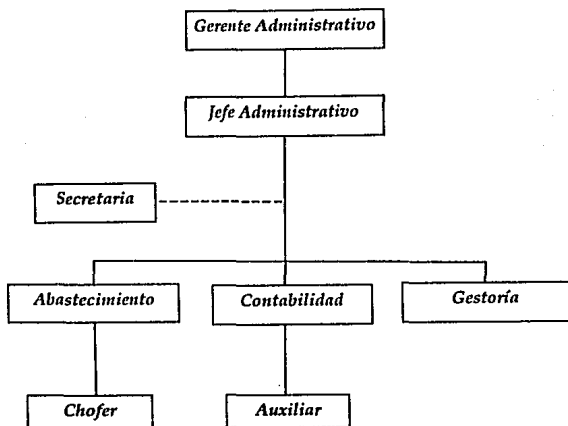 Gerente Administrativo
Jefe Administrativo
Secretaria
Abastecimiento
Contabilidad
Gestoría
Chofer
Auxiliar